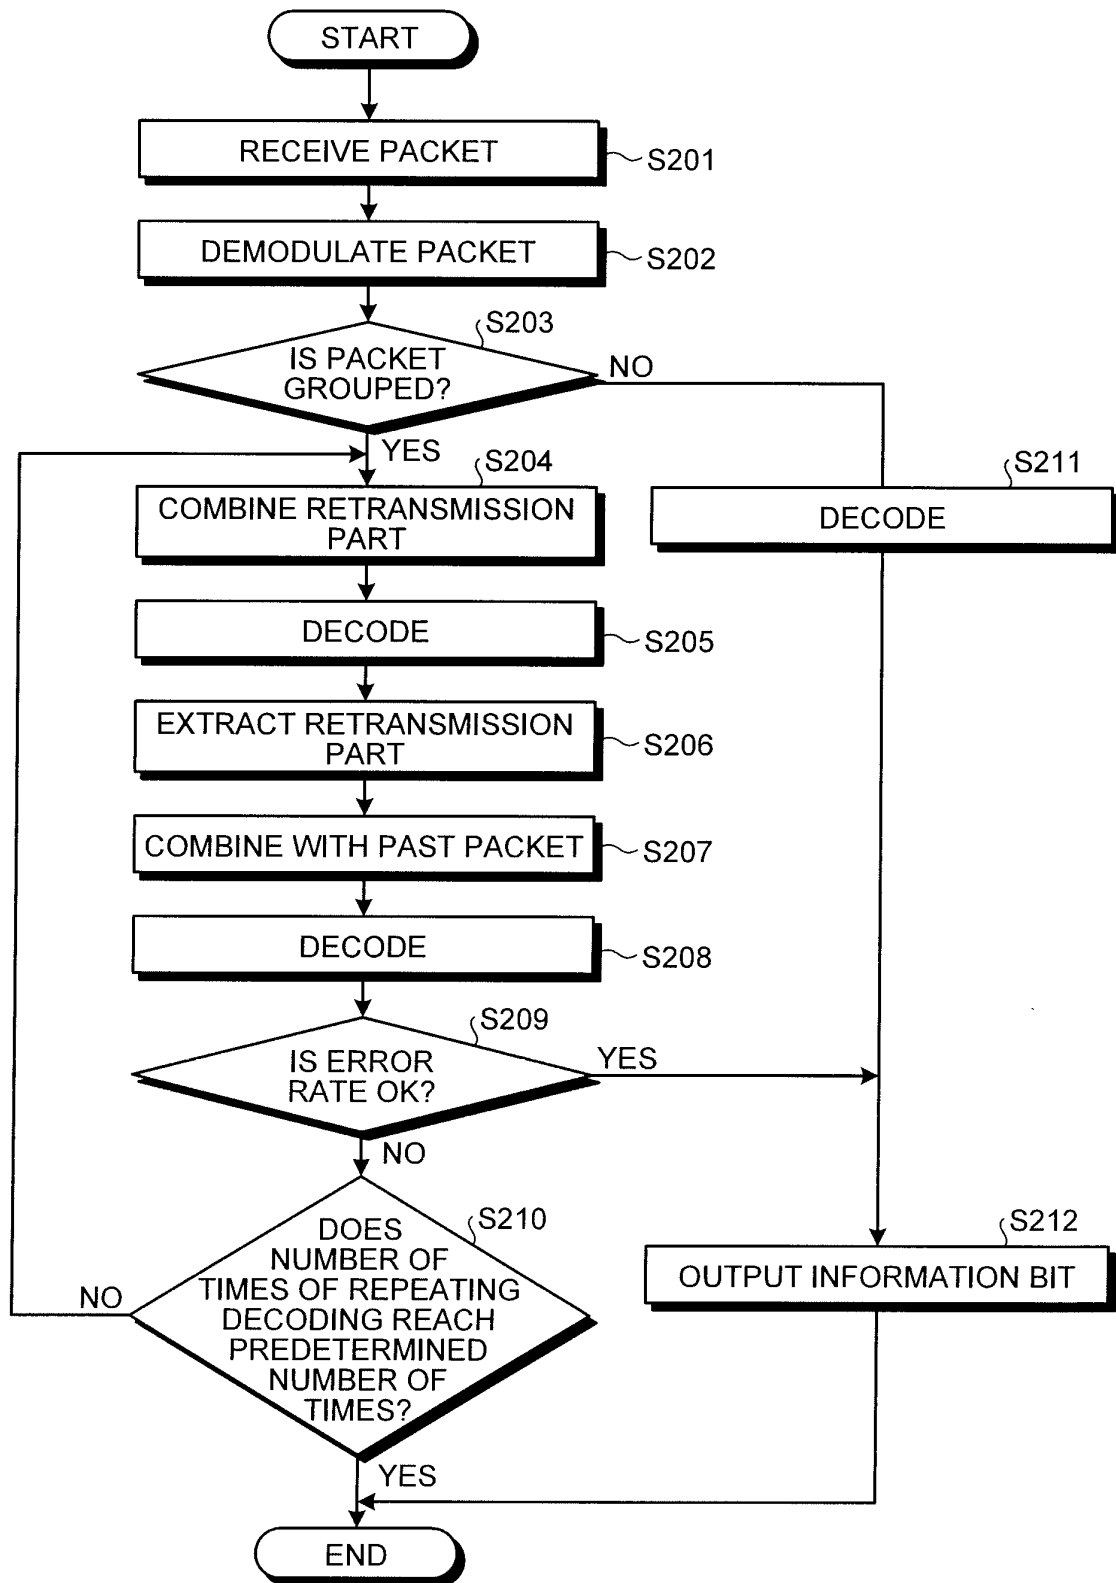 START
RECEIVE PACKET
S201
DEMODULATE PACKET
S202
S203
IS PACKET
GROUPED?
NO
YES
S204
COMBINE RETRANSMISSION
PART
S211
DECODE
DECODE
S205
EXTRACT RETRANSMISSION
PART
S206
COMBINE WITH PAST PACKET
S207
DECODE
S208
S209
IS ERROR
RATE OK?
YES
NO
S210
DOES
NUMBER OF
TIMES OF REPEATING
DECODING REACH
PREDETERMINED
NUMBER OF
TIMES?
NO
S212
OUTPUT INFORMATION BIT
YES
END